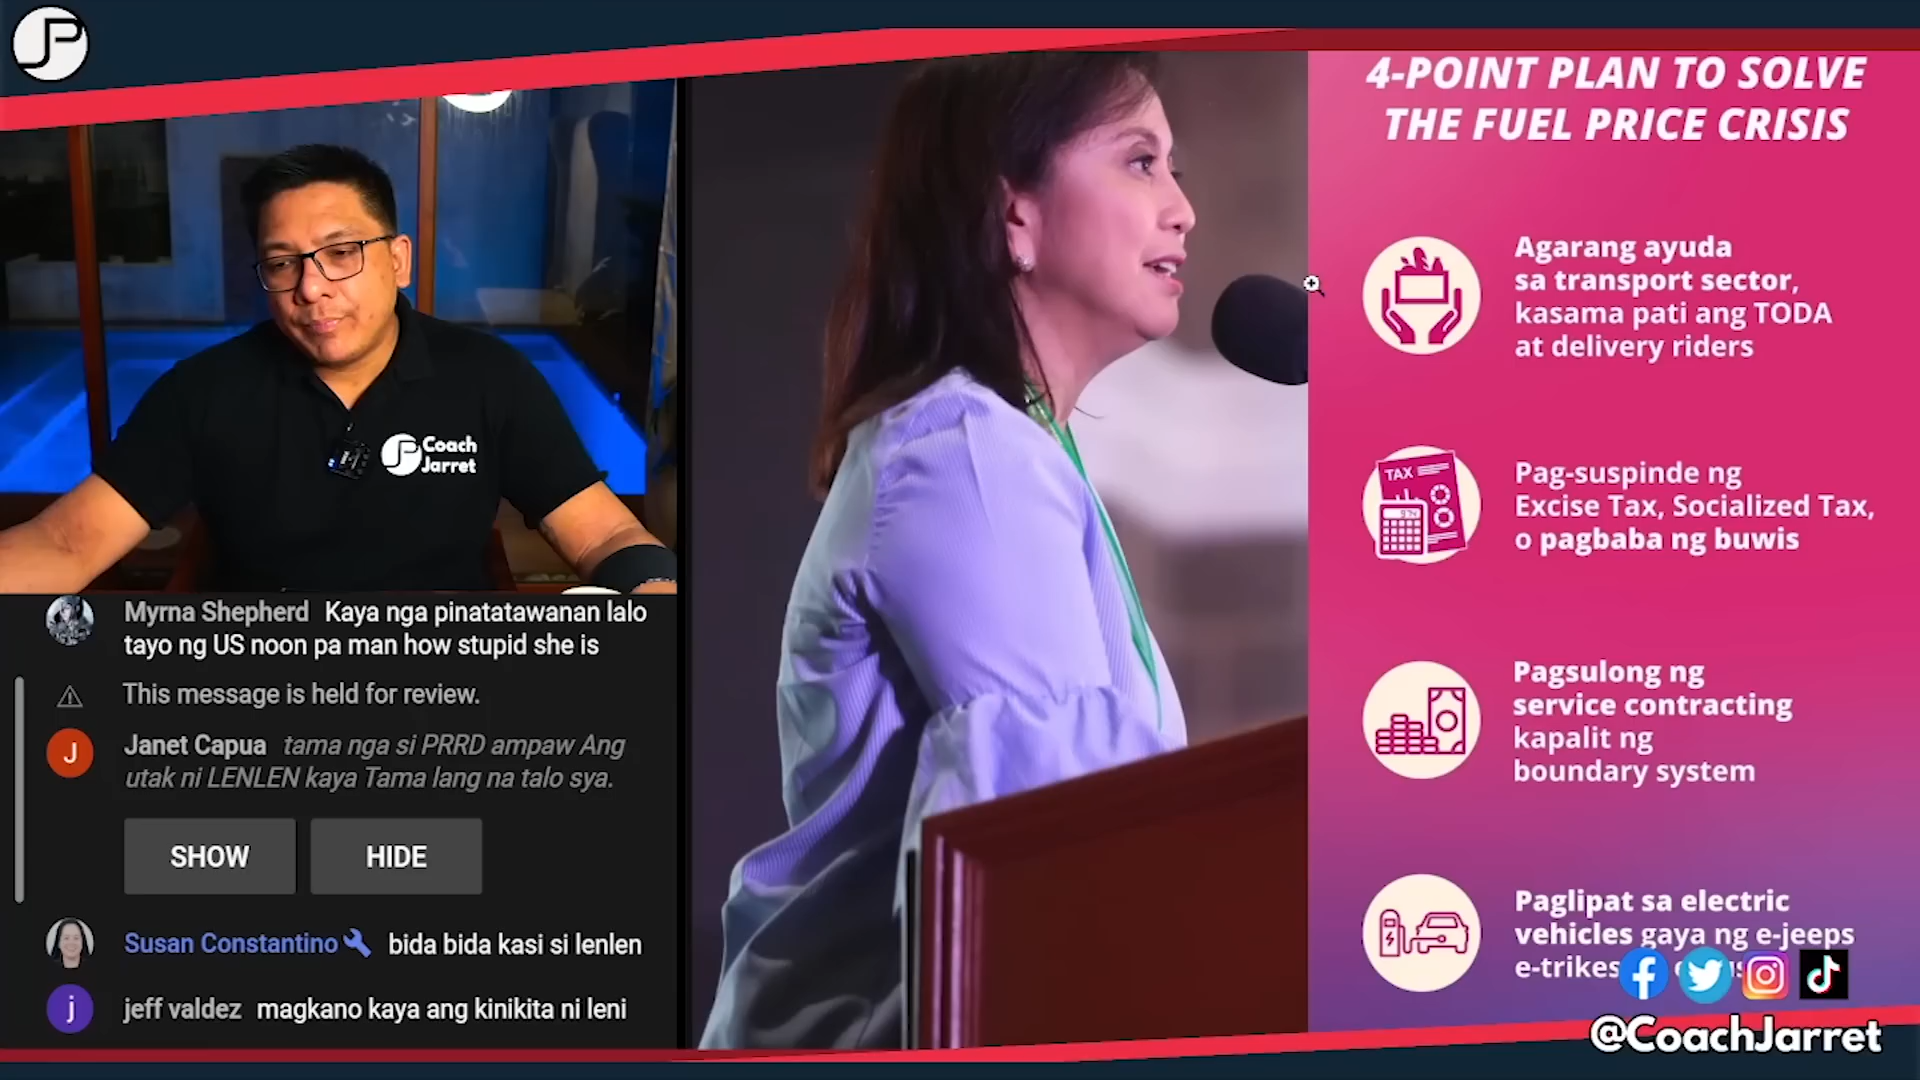 JP
4-POINT PLAN TO SOLVE
THE FUEL PRICE CRISIS
Agarang ayuda
sa transport sector,
kasama pati ang TODA
at delivery riders
TAX
Pag-suspinde ng
Excise Tax, Socialized Tax,
o pagbaba ng buwis
Pagsulong ng
service contracting
kapalit ng
boundary system
Paglipat sa electric
vehicles gaya ng e-jeeps
e-trikes
Coach
Jarret
Myrna Shepherd Kaya nga pinatatawanan lalo
tayo ng US noon pa man how stupid she is
This message is held for review.
J
Janet Capua tama nga si PRRD ampaw Ang
utak ni LENLEN kaya Tama lang na talo sya.
SHOW HIDE
Susan Constantino bida bida kasi si lenlen
j
jeff valdez magkano kaya ang kinikita ni leni
@CoachJarret